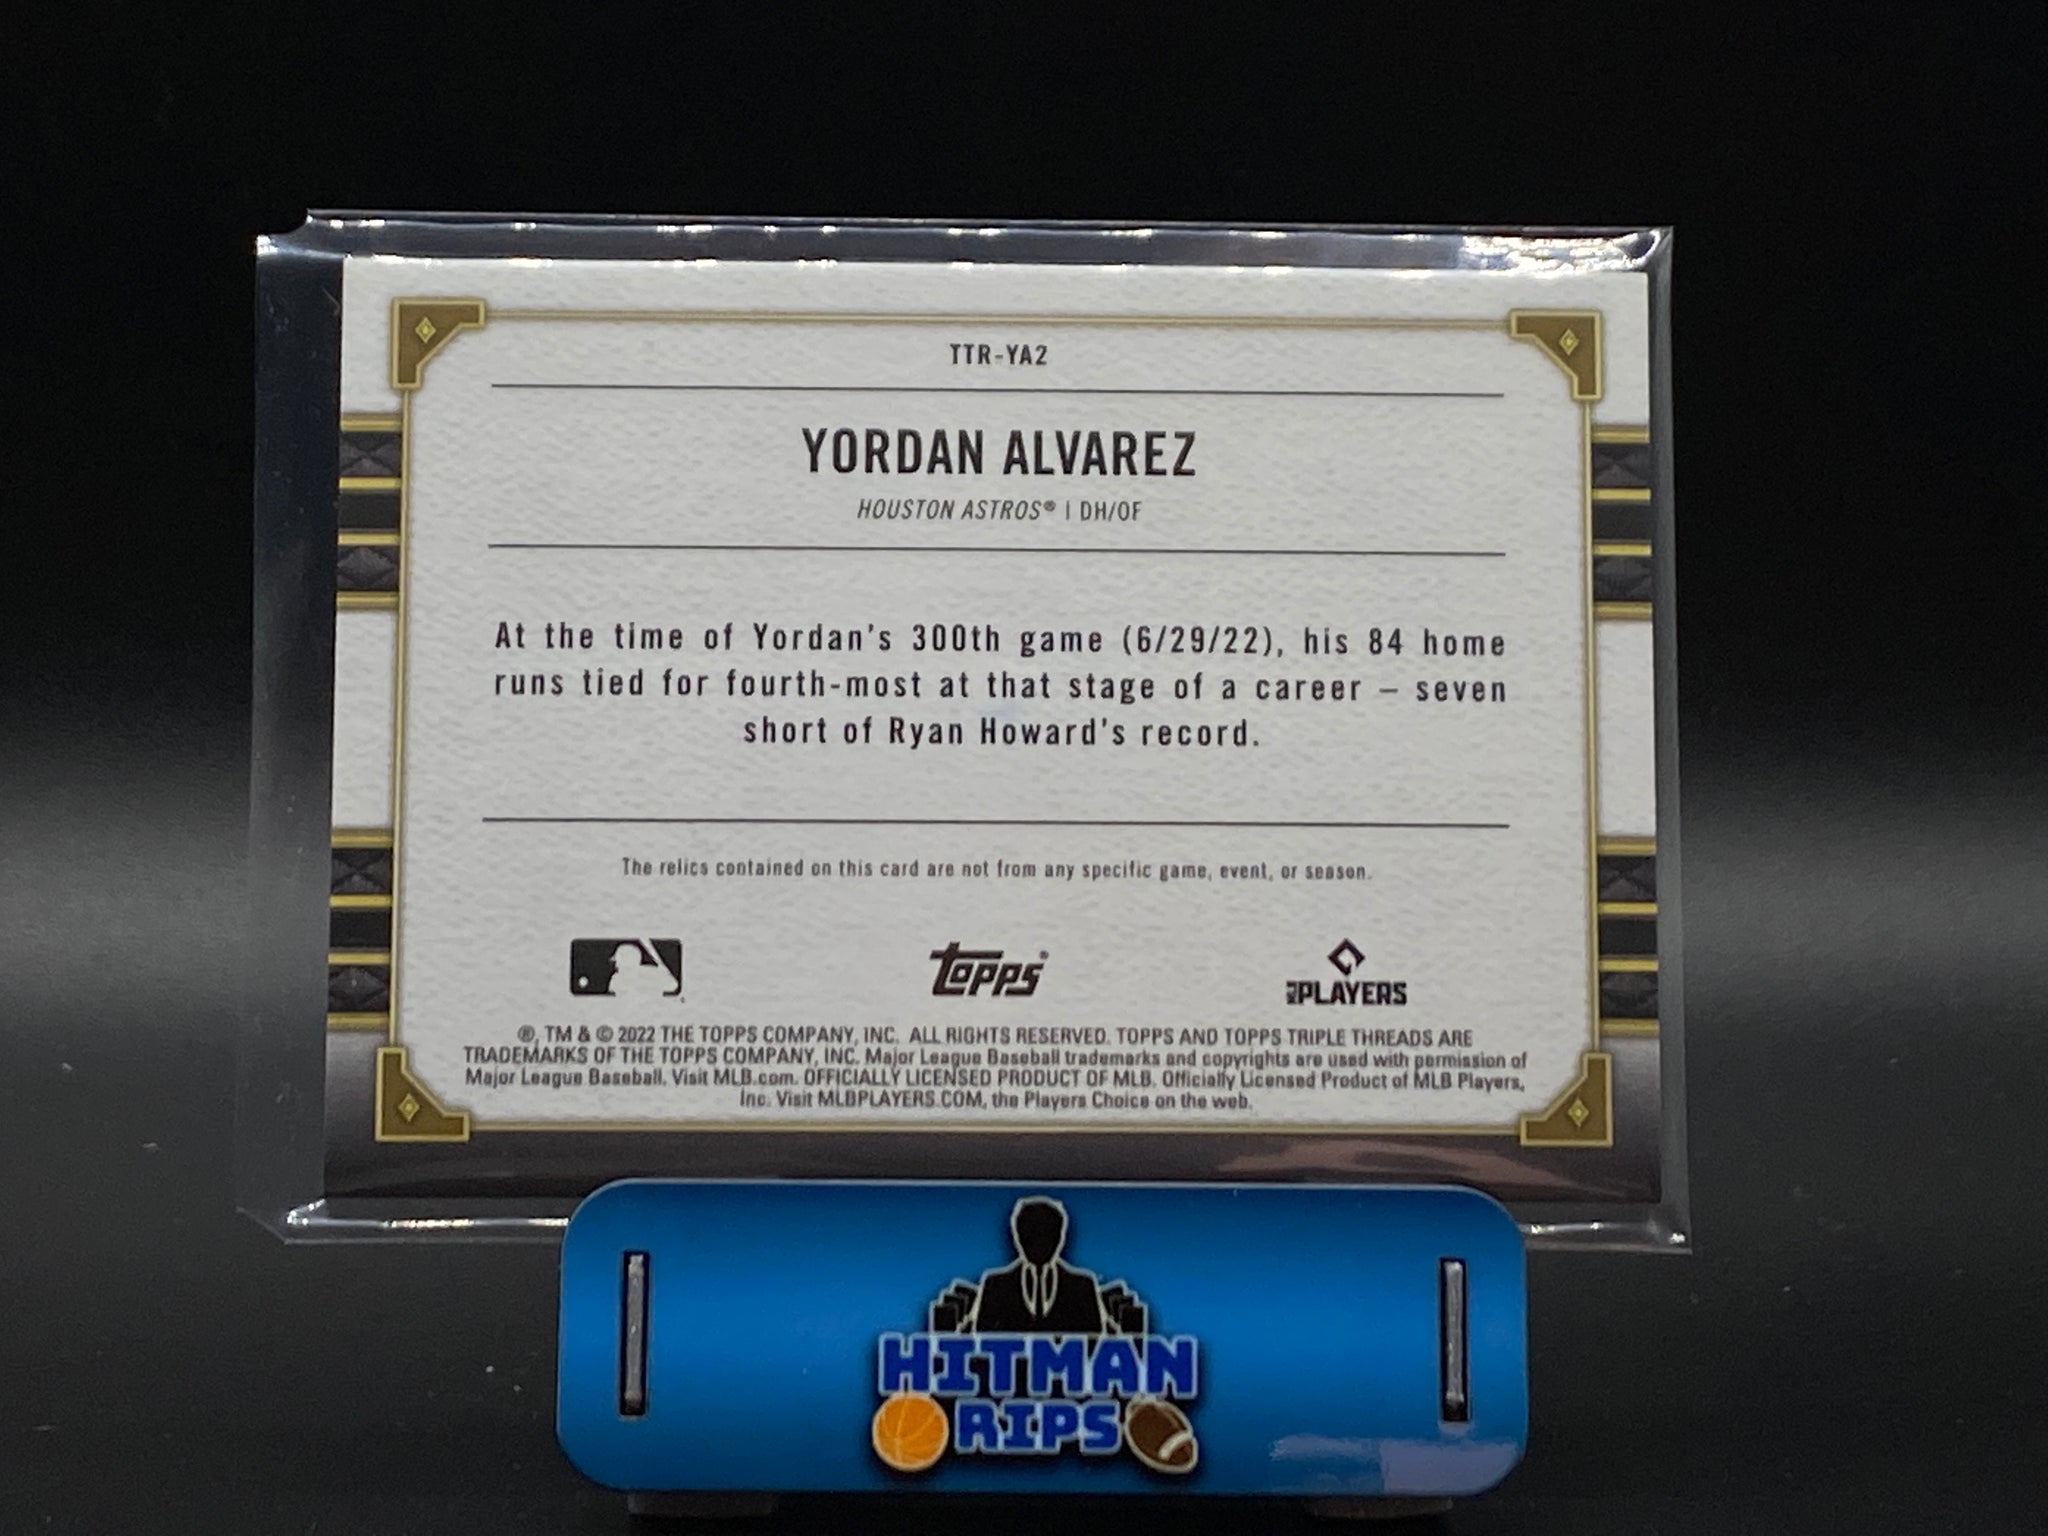 TTR-YA2
YORDAN ALVAREZ
HOUSTON ASTROS® | DH/OF
At the time of Yordan's 300th game (6/29/22), his 84 home
runs tied for fourth-most at that stage of a career – seven
short of Ryan Howard's record.
The relics contained on this card are not from any specific game, event, or season.
Topps®
MLB PLAYERS
®, TM & © 2022 THE TOPPS COMPANY, INC. ALL RIGHTS RESERVED. TOPPS AND TOPPS TRIPLE THREADS ARE
TRADEMARKS OF THE TOPPS COMPANY, INC. Major League Baseball trademarks and copyrights are used with permission of
Major League Baseball. Visit MLB.com. OFFICIALLY LICENSED PRODUCT OF MLB. Officially Licensed Product of MLB Players,
Inc. Visit MLBPLAYERS.COM, the Players Choice on the web.
HITMAN
RIPS